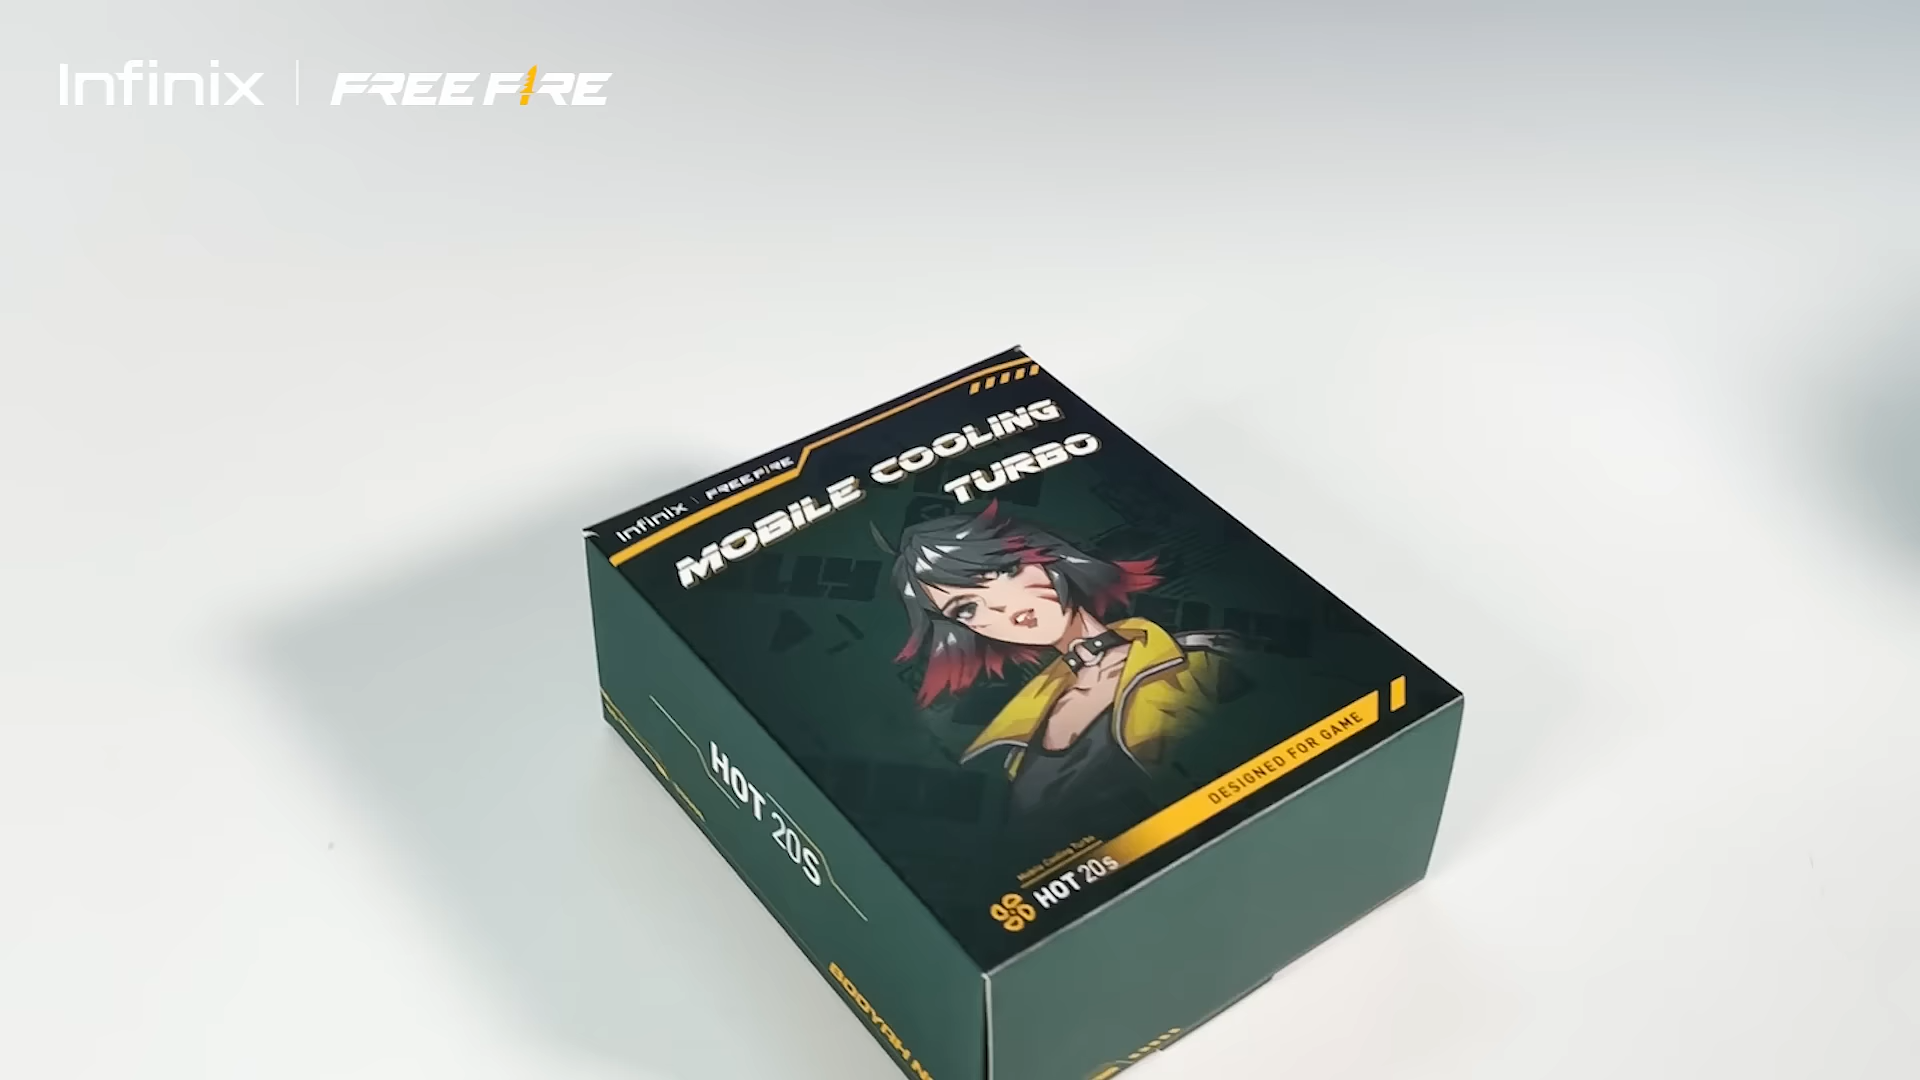 Infinix | FREE FIRE
Infinix | FREE FIRE
MOBILE COOLING
TURBO
DESIGNED FOR GAME
Mobile Cooling Turbo
HOT 20S
HOT 20S
BOOYAH